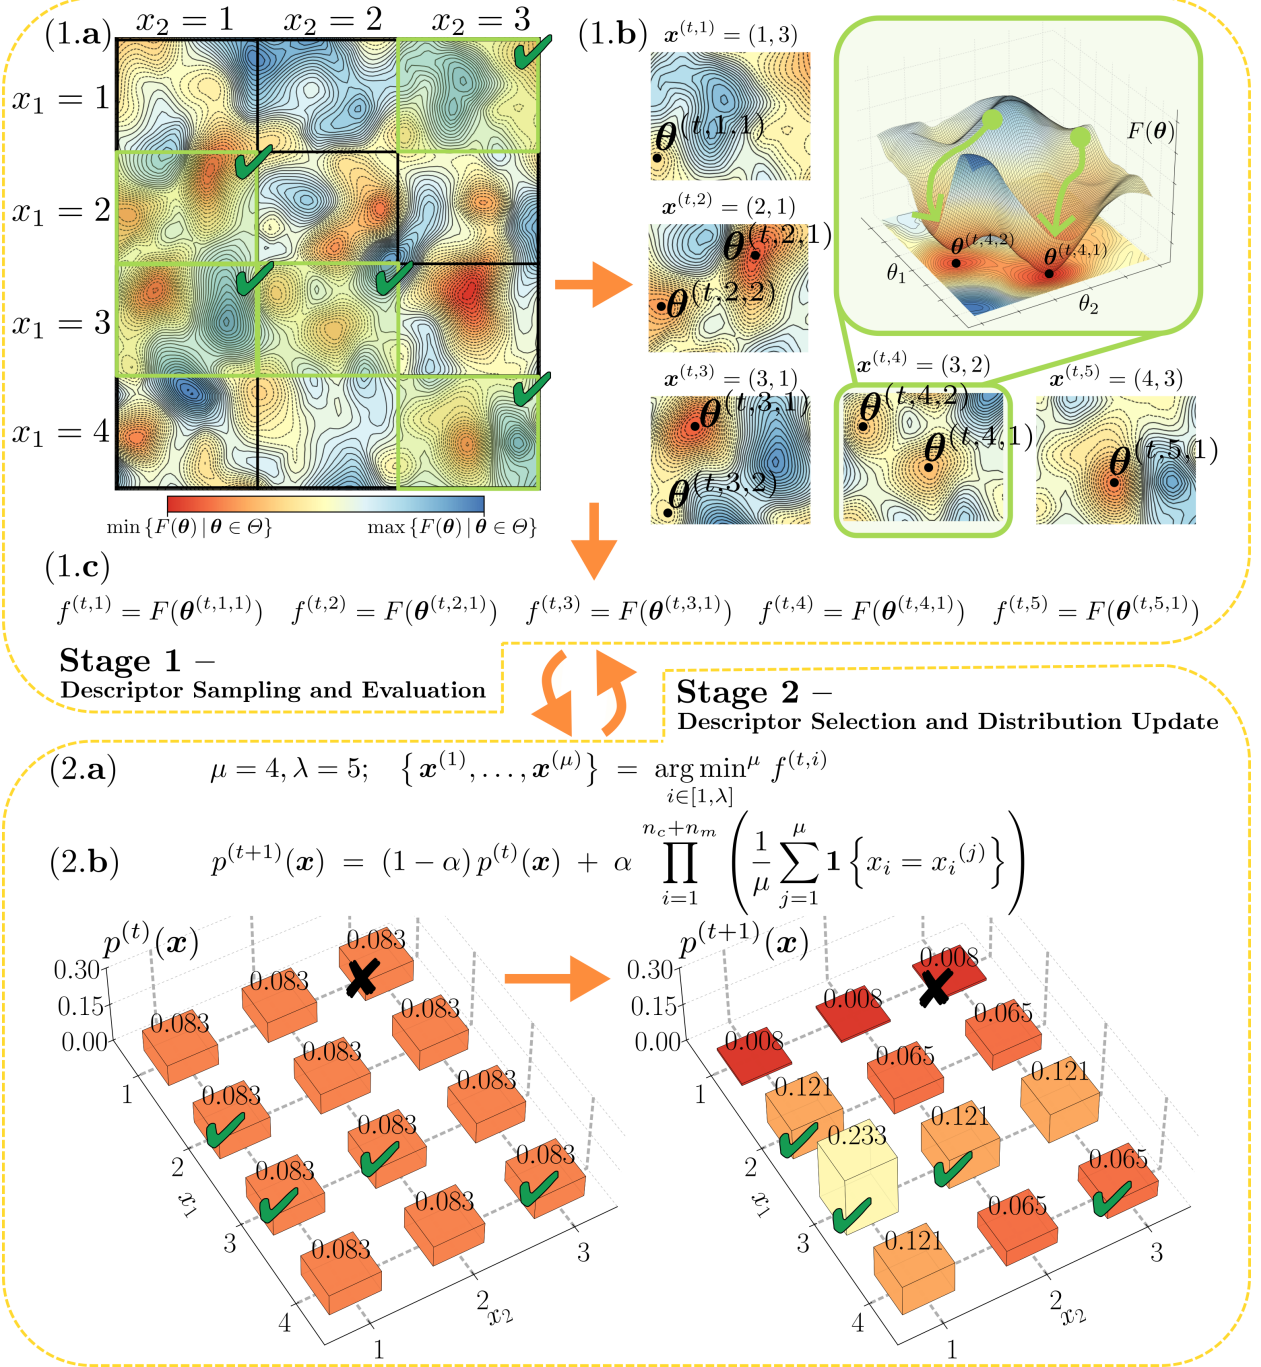 (1.a)
x₂ = 1 x₂ = 2 x₂ = 3
x₁ = 1
x₁ = 2
x₁ = 3
x₁ = 4
min {F(θ) | θ ∈ Θ} max {F(θ) | θ ∈ Θ}
(1.b)
x^(t,1) = (1, 3)
θ^(t,1,1)
x^(t,2) = (2, 1)
θ^(t,2,1)
θ^(t,2,2)
x^(t,3) = (3, 1)
θ^(t,3,1)
θ^(t,3,2)
F(θ)
θ^(t,4,2)
θ^(t,4,1)
θ₁
θ₂
x^(t,4) = (3, 2)
θ^(t,4,2)
θ^(t,4,1)
x^(t,5) = (4, 3)
θ^(t,5,1)
(1.c)
f^(t,1) = F(θ^(t,1,1)) f^(t,2) = F(θ^(t,2,1)) f^(t,3) = F(θ^(t,3,1)) f^(t,4) = F(θ^(t,4,1)) f^(t,5) = F(θ^(t,5,1))
Stage 1 –
Descriptor Sampling and Evaluation
Stage 2 –
Descriptor Selection and Distribution Update
(2.a) μ = 4, λ = 5; {x^(1), . . . , x^(μ)} = arg min^μ f^(t,i)
i∈[1,λ]
(2.b) p^(t+1)(x) = (1 − α) p^(t)(x) + α ∏_{i=1}^{n_c+n_m} ( 1/μ ∑_{j=1}^{μ} 1 {x_i = x_i^(j)} )
p^(t)(x)
0.30
0.15
0.00
0.083
0.083
0.083
0.083
0.083
0.083
0.083
0.083
0.083
0.083
0.083
0.083
1
2
3
4
x₁
1
2
3
x₂
p^(t+1)(x)
0.30
0.15
0.00
0.008
0.008
0.008
0.065
0.065
0.121
0.121
0.121
0.233
0.065
0.065
0.121
1
2
3
4
x₁
1
2
3
x₂